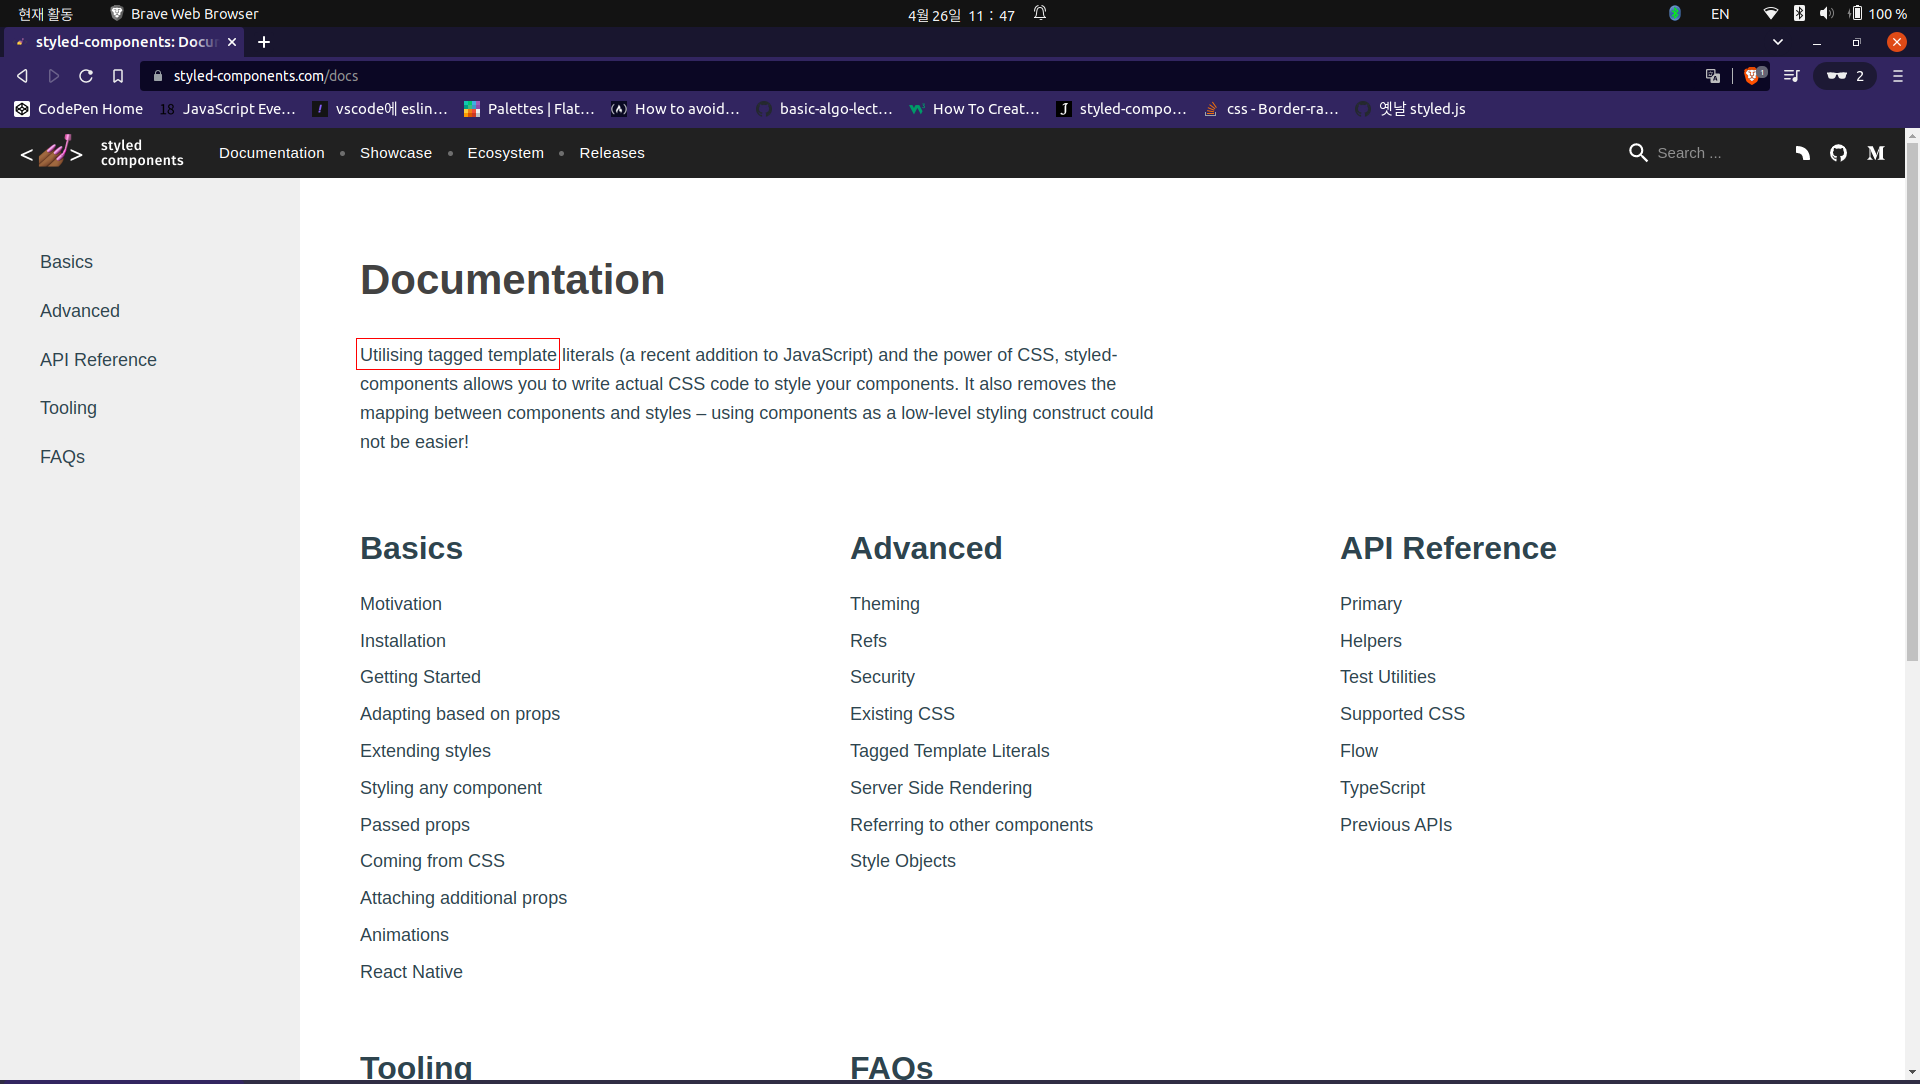 현재 활동
Brave Web Browser
4월 26일 11 : 47
EN
100 %
styled-components: Docu
styled-components.com/docs
1
2
CodePen Home
18 JavaScript Eve...
vscode에 eslin...
Palettes | Flat...
How to avoid...
basic-algo-lect...
How To Creat...
styled-compo...
css - Border-ra...
옛날 styled.js
styled
components
Documentation
Showcase
Ecosystem
Releases
Search ...
Basics
Advanced
API Reference
Tooling
FAQs
Documentation
Utilising tagged template literals (a recent addition to JavaScript) and the power of CSS, styled-
components allows you to write actual CSS code to style your components. It also removes the
mapping between components and styles – using components as a low-level styling construct could
not be easier!
Basics
Motivation
Installation
Getting Started
Adapting based on props
Extending styles
Styling any component
Passed props
Coming from CSS
Attaching additional props
Animations
React Native
Advanced
Theming
Refs
Security
Existing CSS
Tagged Template Literals
Server Side Rendering
Referring to other components
Style Objects
API Reference
Primary
Helpers
Test Utilities
Supported CSS
Flow
TypeScript
Previous APIs
Tooling
FAQs